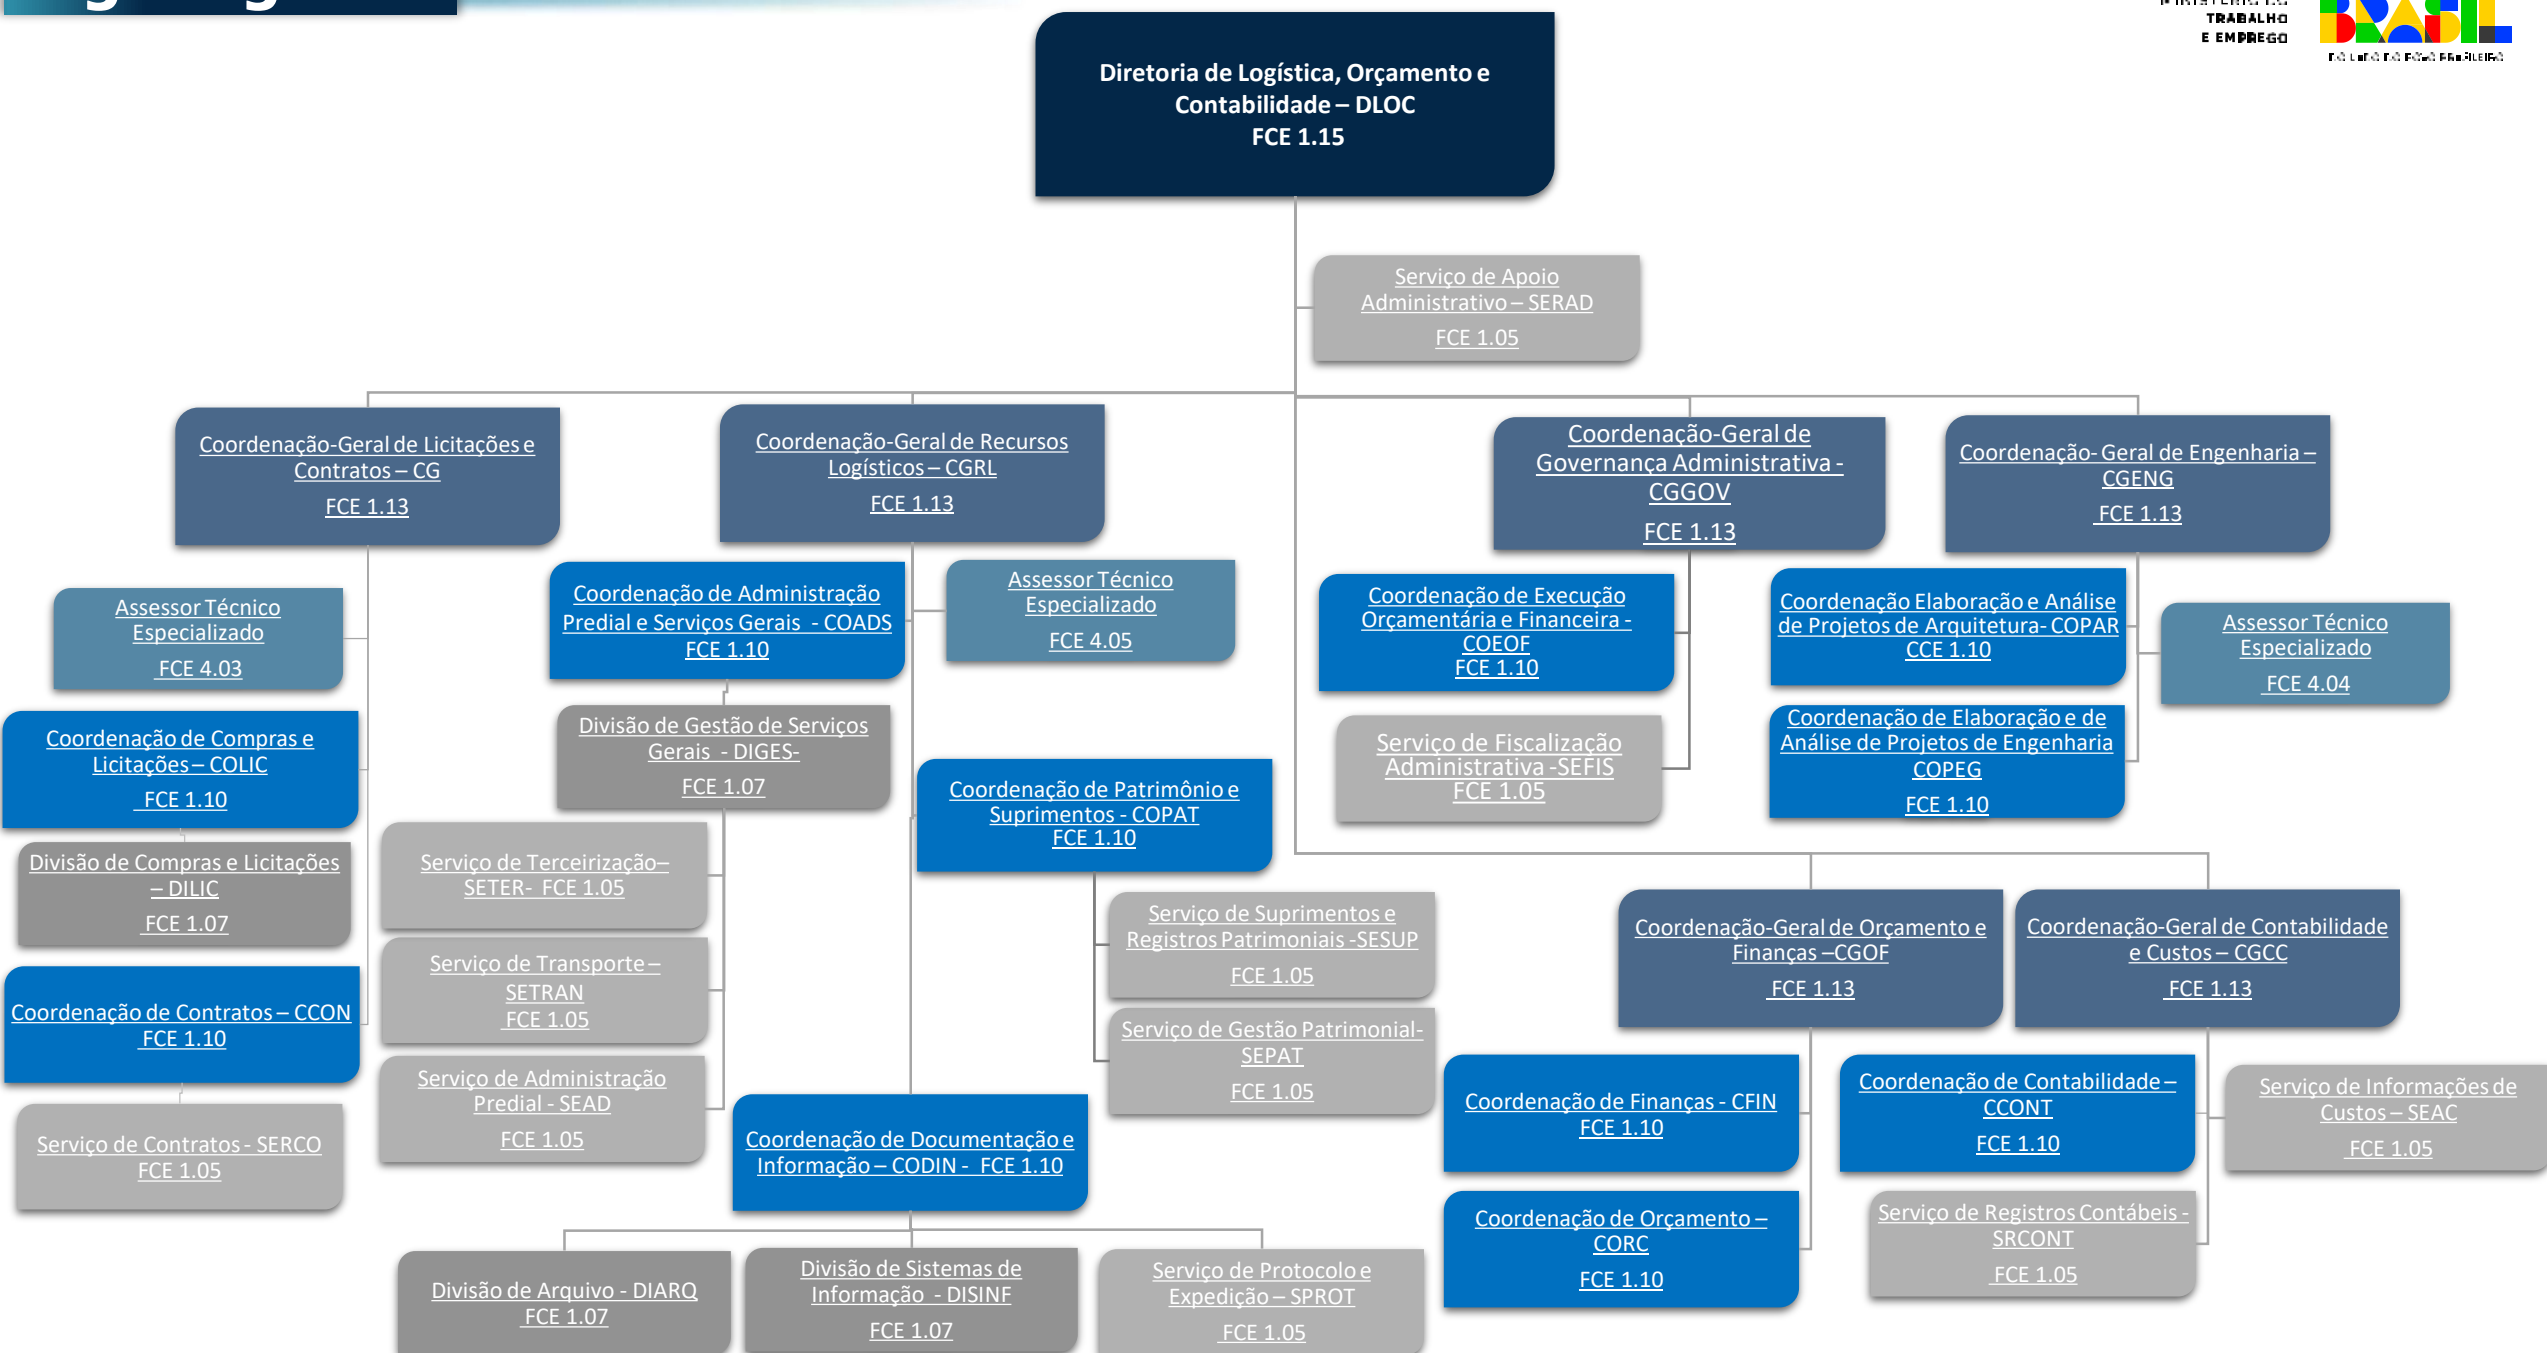 TRABALHO
E EMPREGO
BRASIL
Diretoria de Logística, Orçamento e
Contabilidade – DLOC
FCE 1.15
Serviço de Apoio
Administrativo – SERAD
FCE 1.05
Coordenação-Geral de Licitações e
Contratos – CG
FCE 1.13
Coordenação-Geral de Recursos
Logísticos – CGRL
FCE 1.13
Coordenação-Geral de
Governança Administrativa -
CGGOV
FCE 1.13
Coordenação- Geral de Engenharia –
CGENG
FCE 1.13
Assessor Técnico
Especializado
FCE 4.03
Coordenação de Compras e
Licitações – COLIC
FCE 1.10
Divisão de Compras e Licitações
– DILIC
FCE 1.07
Coordenação de Contratos – CCON
FCE 1.10
Serviço de Contratos - SERCO
FCE 1.05
Coordenação de Administração
Predial e Serviços Gerais - COADS
FCE 1.10
Assessor Técnico
Especializado
FCE 4.05
Divisão de Gestão de Serviços
Gerais - DIGES-
FCE 1.07
Serviço de Terceirização–
SETER- FCE 1.05
Serviço de Transporte –
SETRAN
FCE 1.05
Serviço de Administração
Predial - SEAD
FCE 1.05
Coordenação de Patrimônio e
Suprimentos - COPAT
FCE 1.10
Serviço de Suprimentos e
Registros Patrimoniais -SESUP
FCE 1.05
Serviço de Gestão Patrimonial-
SEPAT
FCE 1.05
Coordenação de Documentação e
Informação – CODIN - FCE 1.10
Divisão de Arquivo - DIARQ
FCE 1.07
Divisão de Sistemas de
Informação - DISINF
FCE 1.07
Serviço de Protocolo e
Expedição – SPROT
FCE 1.05
Coordenação de Execução
Orçamentária e Financeira -
COEOF
FCE 1.10
Serviço de Fiscalização
Administrativa -SEFIS
FCE 1.05
Coordenação Elaboração e Análise
de Projetos de Arquitetura- COPAR
CCE 1.10
Assessor Técnico
Especializado
FCE 4.04
Coordenação de Elaboração e de
Análise de Projetos de Engenharia
COPEG
FCE 1.10
Coordenação-Geral de Orçamento e
Finanças –CGOF
FCE 1.13
Coordenação-Geral de Contabilidade
e Custos – CGCC
FCE 1.13
Coordenação de Finanças - CFIN
FCE 1.10
Coordenação de Orçamento –
CORC
FCE 1.10
Coordenação de Contabilidade –
CCONT
FCE 1.10
Serviço de Informações de
Custos – SEAC
FCE 1.05
Serviço de Registros Contábeis -
SRCONT
FCE 1.05